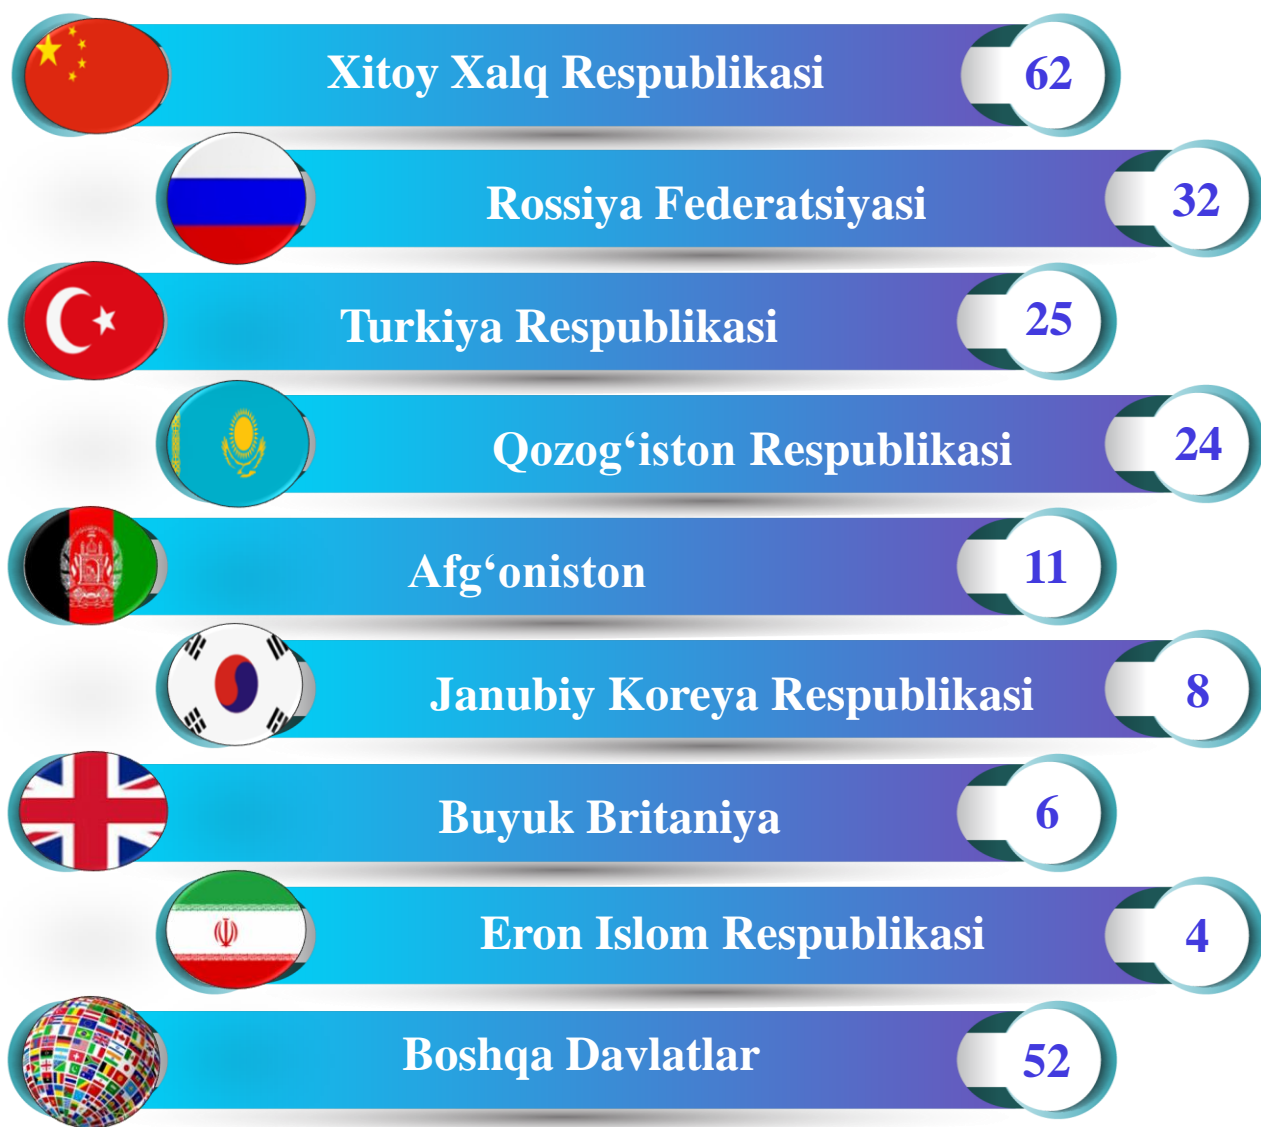 Xitoy Xalq Respublikasi 62
Rossiya Federatsiyasi 32
Turkiya Respublikasi 25
Qozog‘iston Respublikasi 24
Afg‘oniston 11
Janubiy Koreya Respublikasi 8
Buyuk Britaniya 6
Eron Islom Respublikasi 4
Boshqa Davlatlar 52